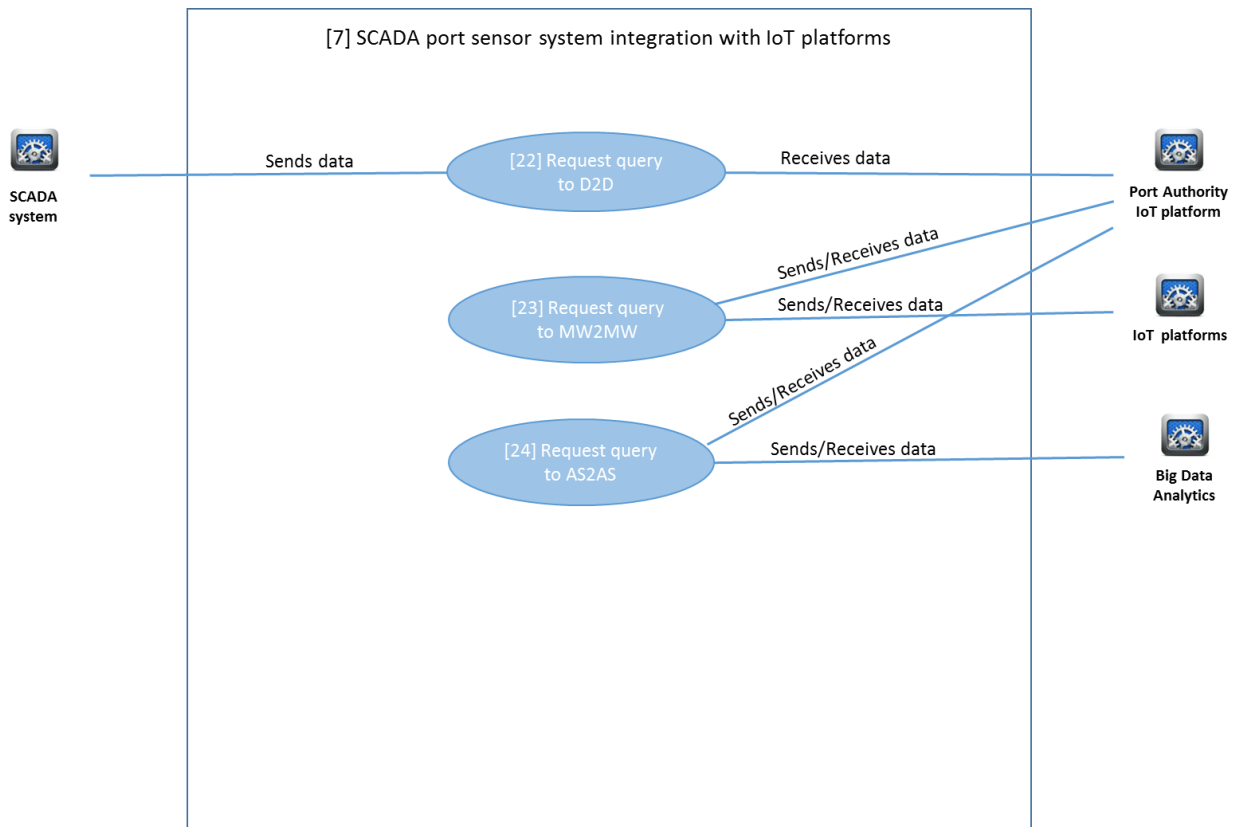 [7] SCADA port sensor system integration with IoT platforms
SCADA
system
Sends data
[22] Request query
to D2D
Receives data
Port Authority
IoT platform
Sends/Receives data
[23] Request query
to MW2MW
Sends/Receives data
IoT platforms
Sends/Receives data
[24] Request query
to AS2AS
Sends/Receives data
Big Data
Analytics